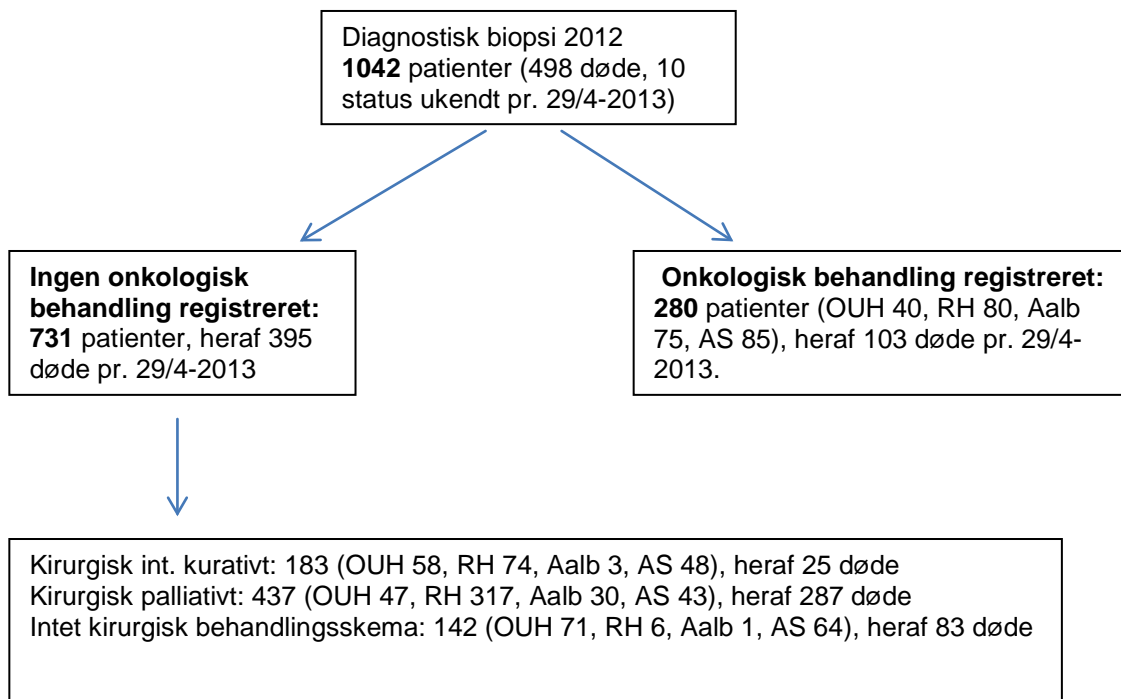 Diagnostisk biopsi 2012
1042 patienter (498 døde, 10
status ukendt pr. 29/4-2013)
Ingen onkologisk
behandling registreret:
731 patienter, heraf 395
døde pr. 29/4-2013
Onkologisk behandling registreret:
280 patienter (OUH 40, RH 80, Aalb
75, AS 85), heraf 103 døde pr. 29/4-
2013.
Kirurgisk int. kurativt: 183 (OUH 58, RH 74, Aalb 3, AS 48), heraf 25 døde
Kirurgisk palliativt: 437 (OUH 47, RH 317, Aalb 30, AS 43), heraf 287 døde
Intet kirurgisk behandlingsskema: 142 (OUH 71, RH 6, Aalb 1, AS 64), heraf 83 døde